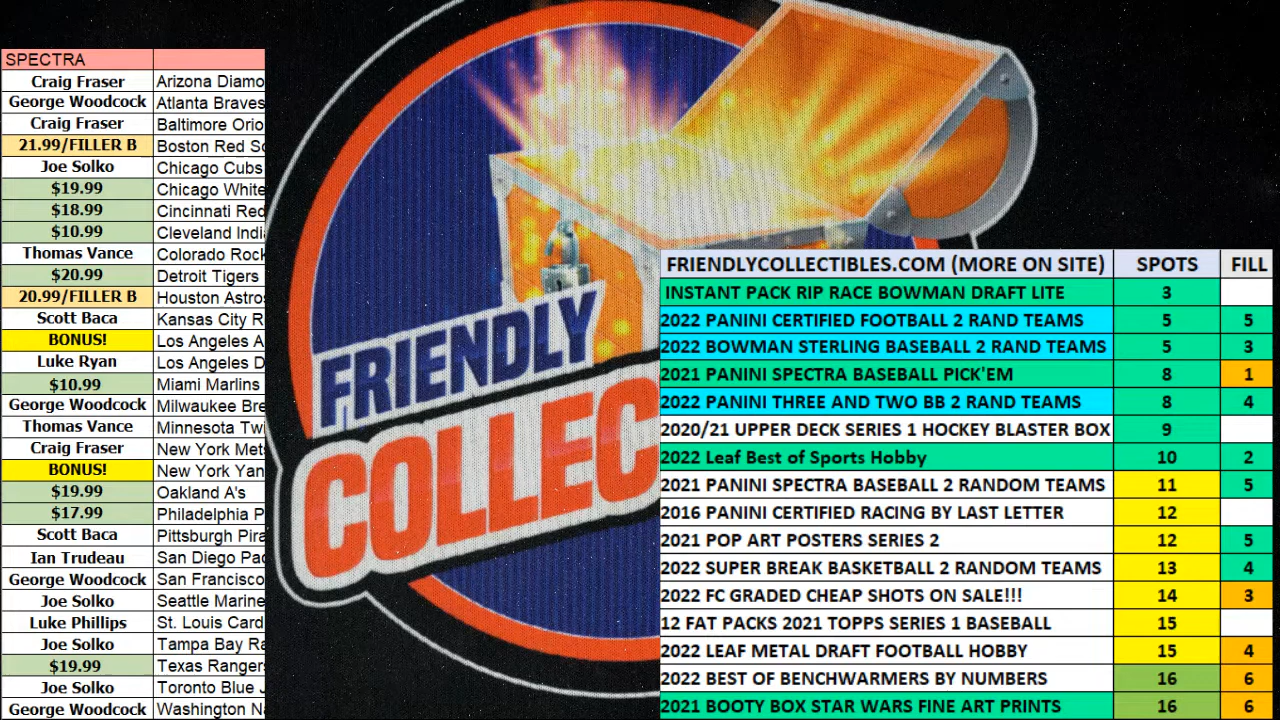 SPECTRA
Craig Fraser Arizona Diamo
George Woodcock Atlanta Braves
Craig Fraser Baltimore Orio
21.99/FILLER B Boston Red So
Joe Solko Chicago Cubs
$19.99 Chicago White
$18.99 Cincinnati Red
$10.99 Cleveland Indi
Thomas Vance Colorado Rock
$20.99 Detroit Tigers
20.99/FILLER B Houston Astros
Scott Baca Kansas City R
BONUS! Los Angeles A
Luke Ryan Los Angeles D
$10.99 Miami Marlins
George Woodcock Milwaukee Bre
Thomas Vance Minnesota Twi
Craig Fraser New York Met
BONUS! New York Yan
$19.99 Oakland A's
$17.99 Philadelphia P
Scott Baca Pittsburgh Pira
Ian Trudeau San Diego Pad
George Woodcock San Francisco
Joe Solko Seattle Marine
Luke Phillips St. Louis Card
Joe Solko Tampa Bay Ra
$19.99 Texas Rangers
Joe Solko Toronto Blue J
George Woodcock Washington Na
FRIENDLY
COLLEC
FRIENDLYCOLLECTIBLES.COM (MORE ON SITE) SPOTS FILL
INSTANT PACK RIP RACE BOWMAN DRAFT LITE 3
2022 PANINI CERTIFIED FOOTBALL 2 RAND TEAMS 5 5
2022 BOWMAN STERLING BASEBALL 2 RAND TEAMS 5 3
2021 PANINI SPECTRA BASEBALL PICK'EM 8 1
2022 PANINI THREE AND TWO BB 2 RAND TEAMS 8 4
2020/21 UPPER DECK SERIES 1 HOCKEY BLASTER BOX 9
2022 Leaf Best of Sports Hobby 10 2
2021 PANINI SPECTRA BASEBALL 2 RANDOM TEAMS 11 5
2016 PANINI CERTIFIED RACING BY LAST LETTER 12
2021 POP ART POSTERS SERIES 2 12 5
2022 SUPER BREAK BASKETBALL 2 RANDOM TEAMS 13 4
2022 FC GRADED CHEAP SHOTS ON SALE!!! 14 3
12 FAT PACKS 2021 TOPPS SERIES 1 BASEBALL 15
2022 LEAF METAL DRAFT FOOTBALL HOBBY 15 4
2022 BEST OF BENCHWARMERS BY NUMBERS 16 6
2021 BOOTY BOX STAR WARS FINE ART PRINTS 16 6